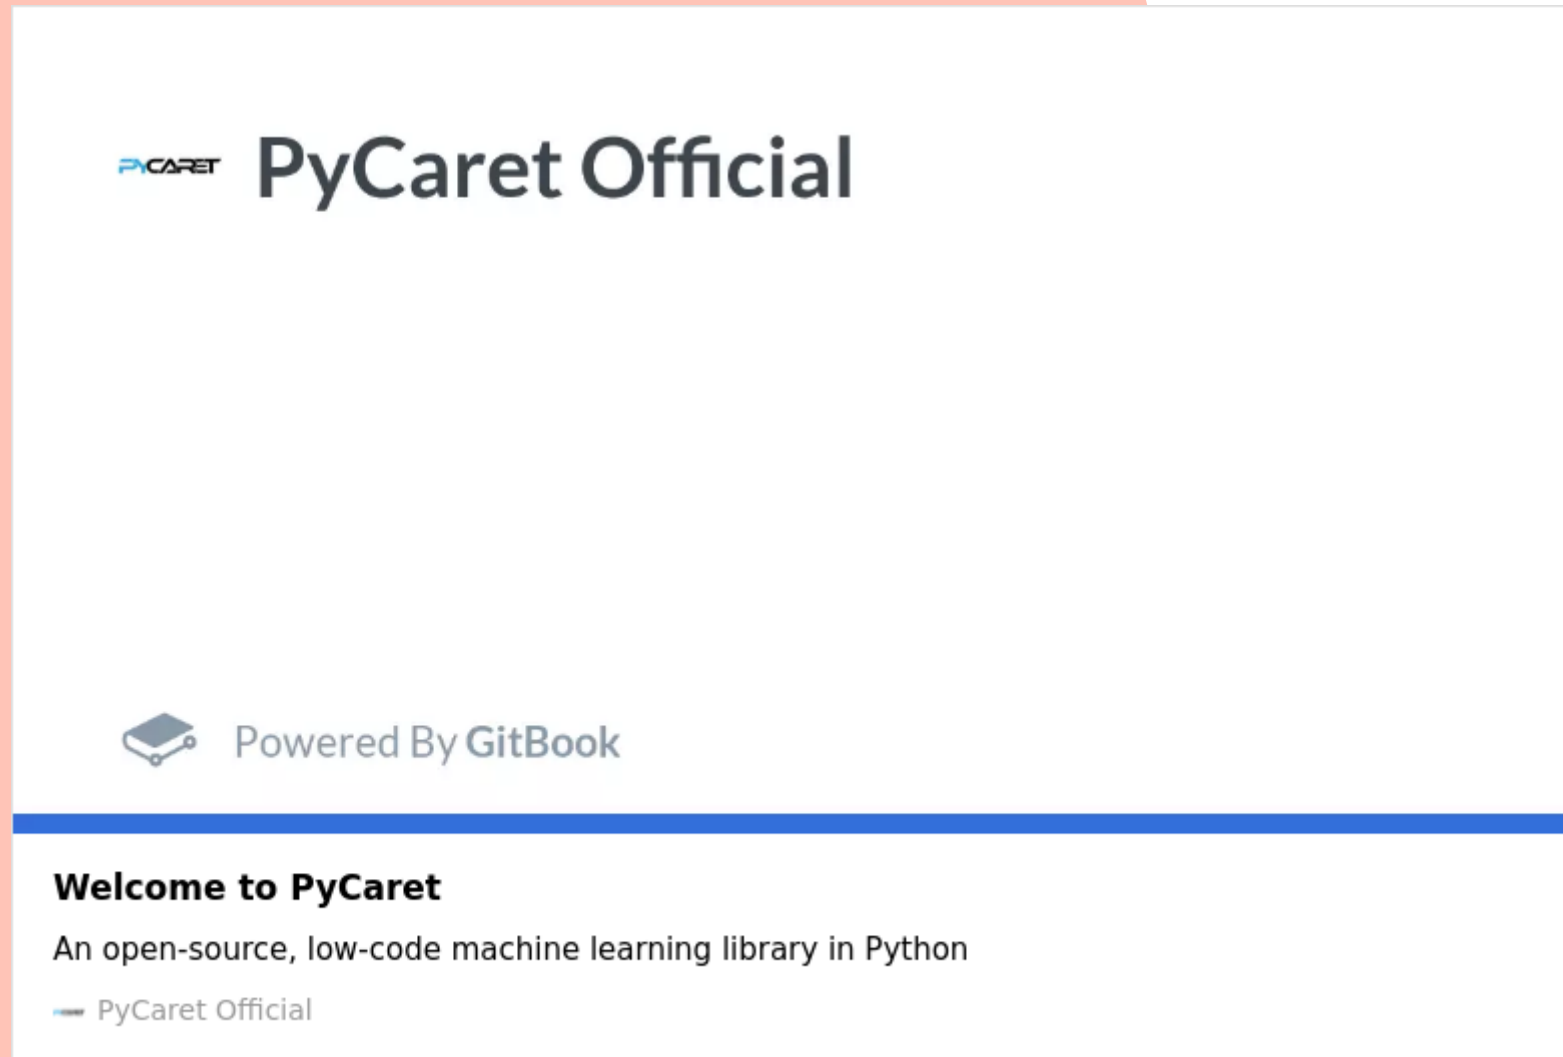 PYCARET PyCaret Official
Powered By GitBook
Welcome to PyCaret
An open-source, low-code machine learning library in Python
PyCaret Official